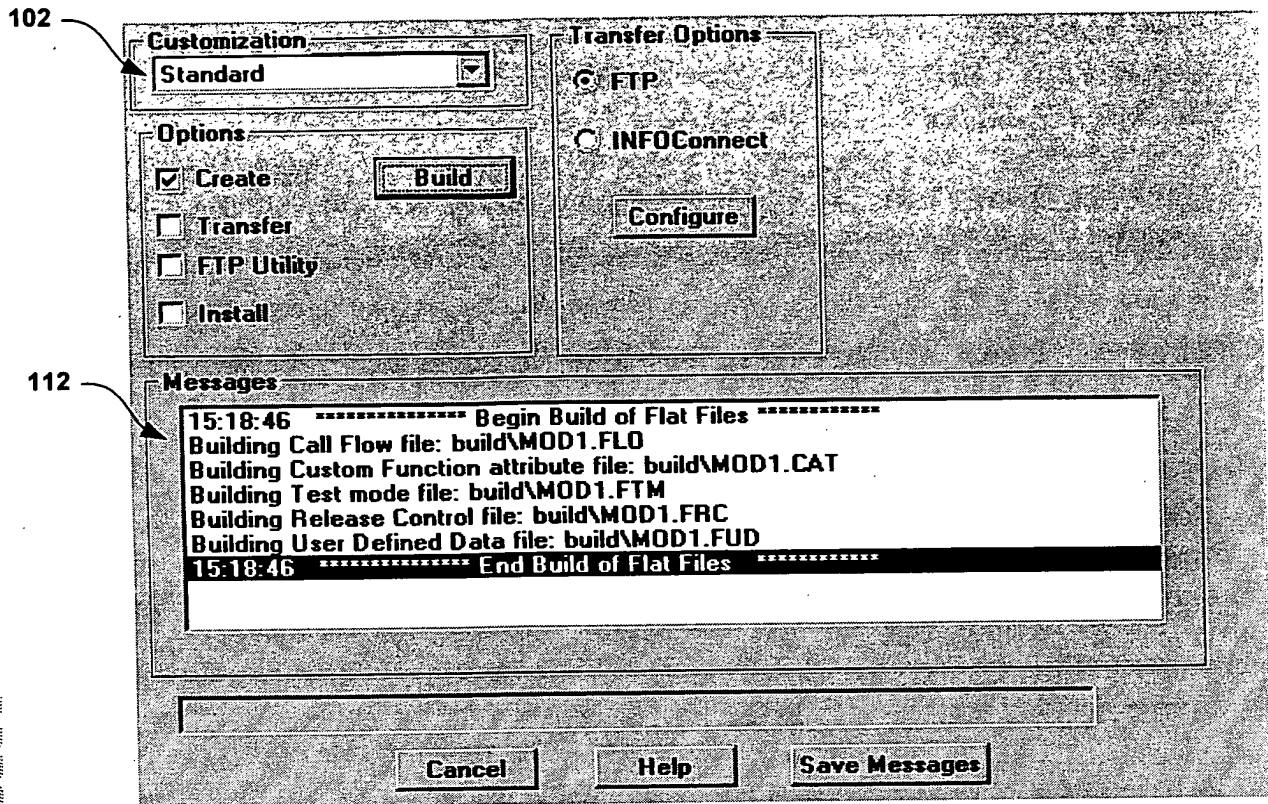 102
Customization
Standard
Transfer Options
FTP
INFOConnect
Configure
Options
Create
Build
Transfer
FTP Utility
Install
112
Messages
15:18:46 *************** Begin Build of Flat Files ************
Building Call Flow file: build\MOD1.FLO
Building Custom Function attribute file: build\MOD1.CAT
Building Test mode file: build\MOD1.FTM
Building Release Control file: build\MOD1.FRC
Building User Defined Data file: build\MOD1.FUD
15:18:46 *************** End Build of Flat Files ************
Cancel
Help
Save Messages